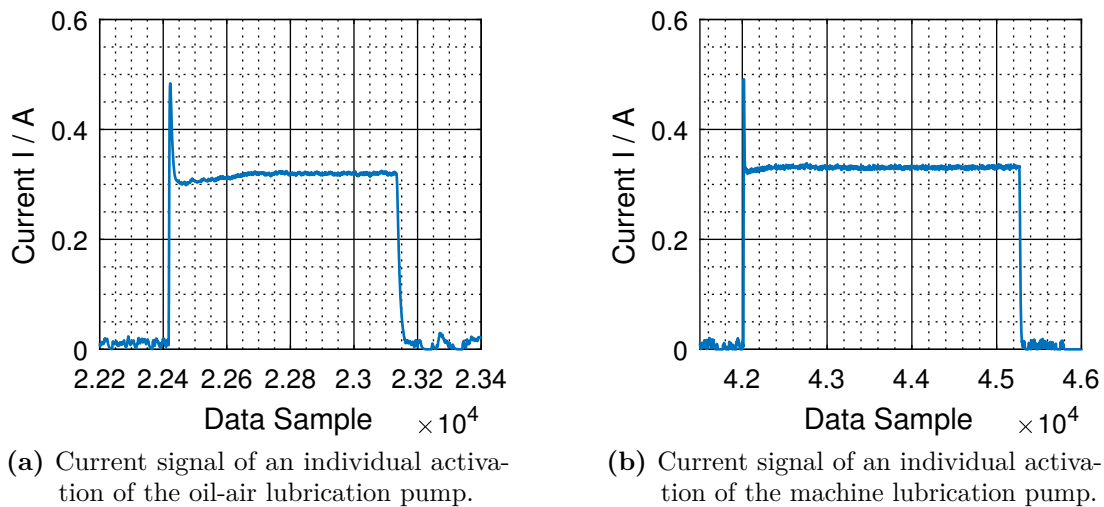 0.6
0.4
0.2
0
Current I / A
2.22 2.24 2.26 2.28 2.3 2.32 2.34
Data Sample ×10⁴
(a) Current signal of an individual activa-
tion of the oil-air lubrication pump.
0.6
0.4
0.2
0
Current I / A
4.2 4.3 4.4 4.5 4.6
Data Sample ×10⁴
(b) Current signal of an individual activa-
tion of the machine lubrication pump.